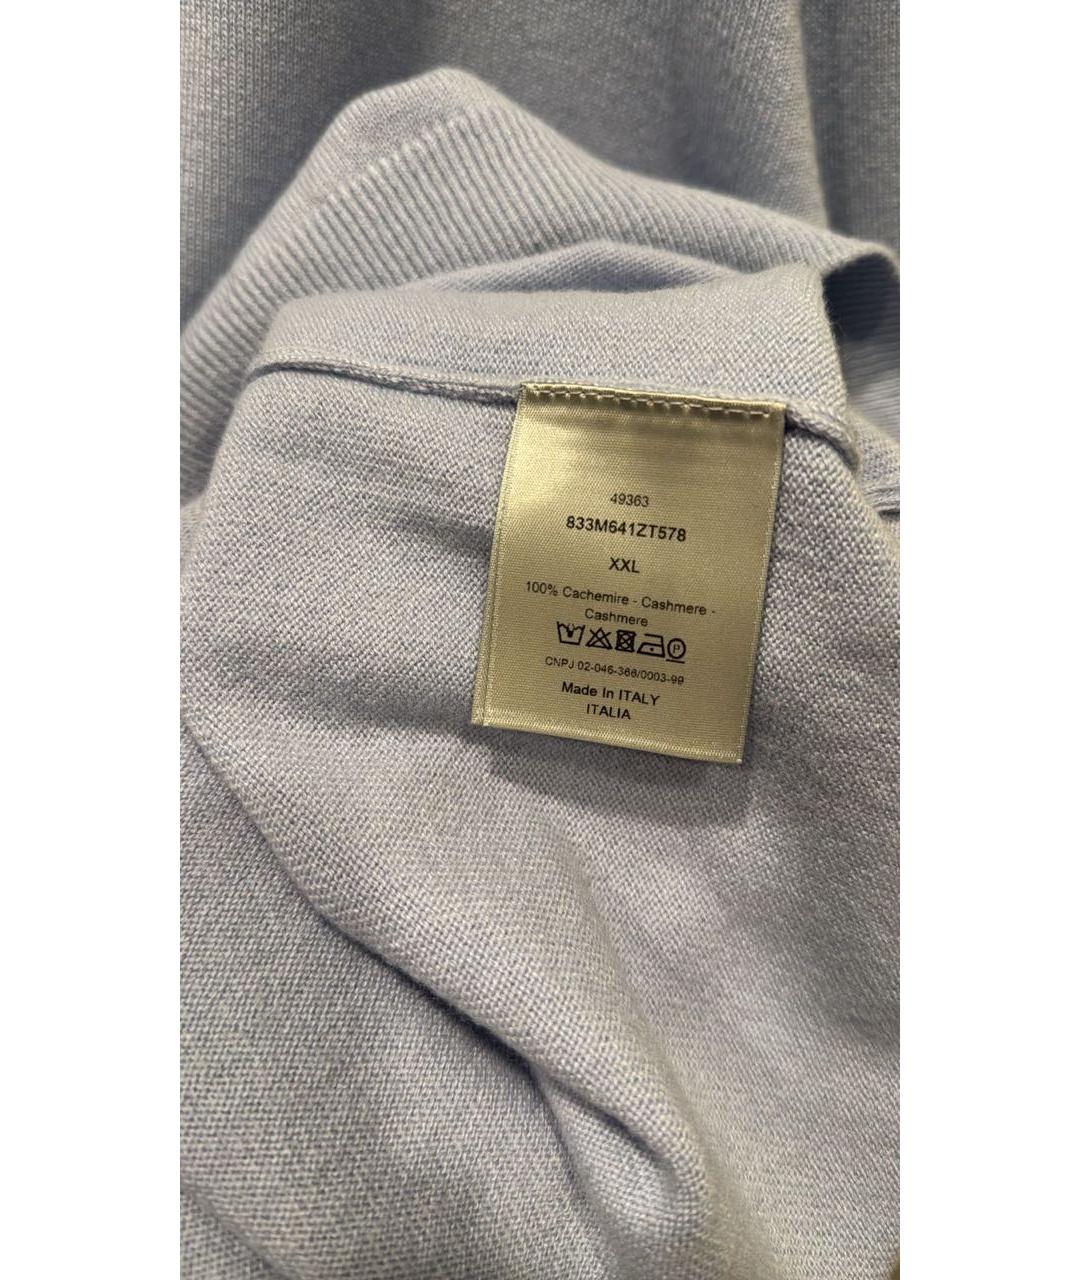 49363
833M641ZT578
XXL
100% Cachemire - Cashmere -
Cashmere
P
CNPJ 02-046-366/0003-99
Made In ITALY
ITALIA